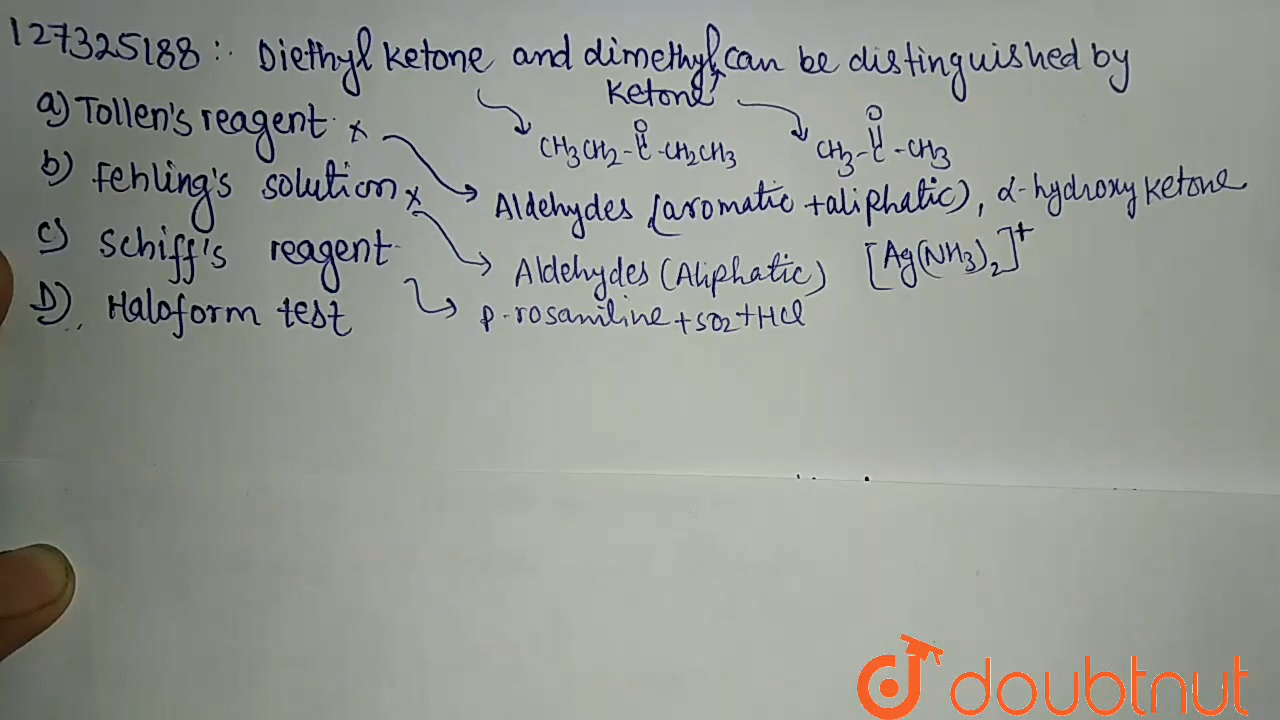 127325188:- Diethyl ketone and dimethyl can be distinguished by
ketone
a) Tollen's reagent x
CH3CH2-C-CH2CH3
O
CH3-C-CH3
O
b) Fehling's solution x
Aldehydes (aromatic +aliphatic), α-hydroxy ketone
c) Schiff's reagent
Aldehydes (Aliphatic) [Ag(NH3)2]+
D) Haloform test
p-rosaniline+SO2+HCl
doubtnut